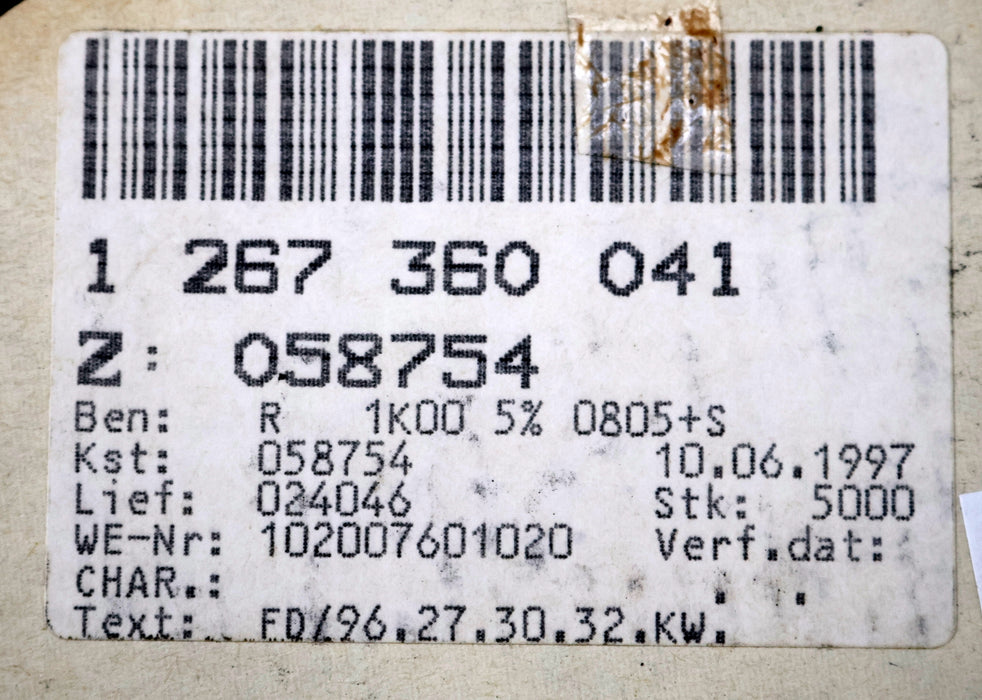 1 267 360 041
Z: 058754
Ben: R 1K00 5% 0805+S
Kst: 058754 10.06.1997
Lief: 024046 Stk: 5000
WE-Nr: 102007601020 Verf.dat:
CHAR.: . .
Text: FD/96.27.30.32.KW.